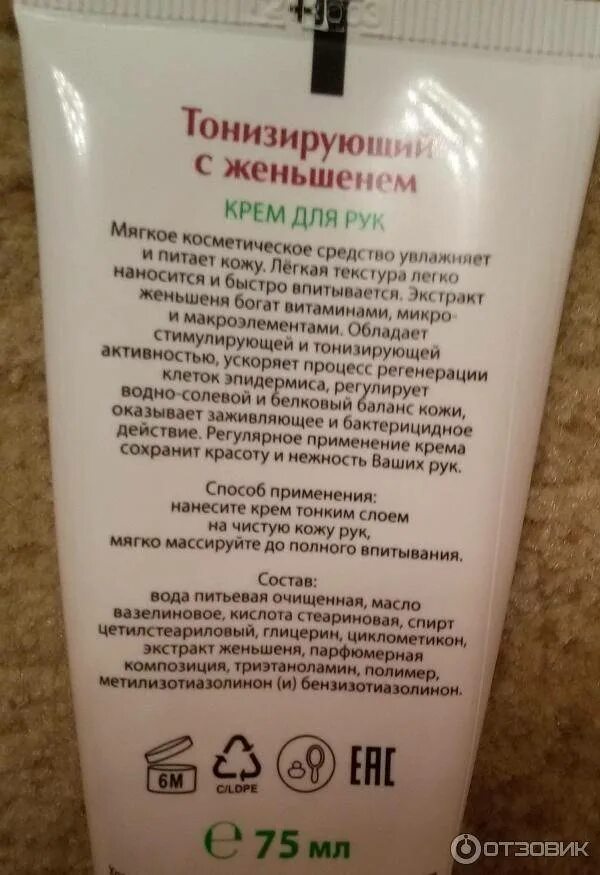 Тонизирующий
с женьшенем
КРЕМ ДЛЯ РУК
Мягкое косметическое средство увлажняет
и питает кожу. Лёгкая текстура легко
наносится и быстро впитывается. Экстракт
женьшеня богат витаминами, микро-
и макроэлементами. Обладает
стимулирующей и тонизирующей
активностью, ускоряет процесс регенерации
клеток эпидермиса, регулирует
водно-солевой и белковый баланс кожи,
оказывает заживляющее и бактерицидное
действие. Регулярное применение крема
сохранит красоту и нежность Ваших рук.
Способ применения:
нанесите крем тонким слоем
на чистую кожу рук,
мягко массируйте до полного впитывания.
Состав:
вода питьевая очищенная, масло
вазелиновое, кислота стеариновая, спирт
цетилстеариловый, глицерин, циклометикон,
экстракт женьшеня, парфюмерная
композиция, триэтаноламин, полимер,
метилизотиазолинон (и) бензизотиазолинон.
6M
C/LDPE
EAC
℮ 75 мл
ОТЗОВИК